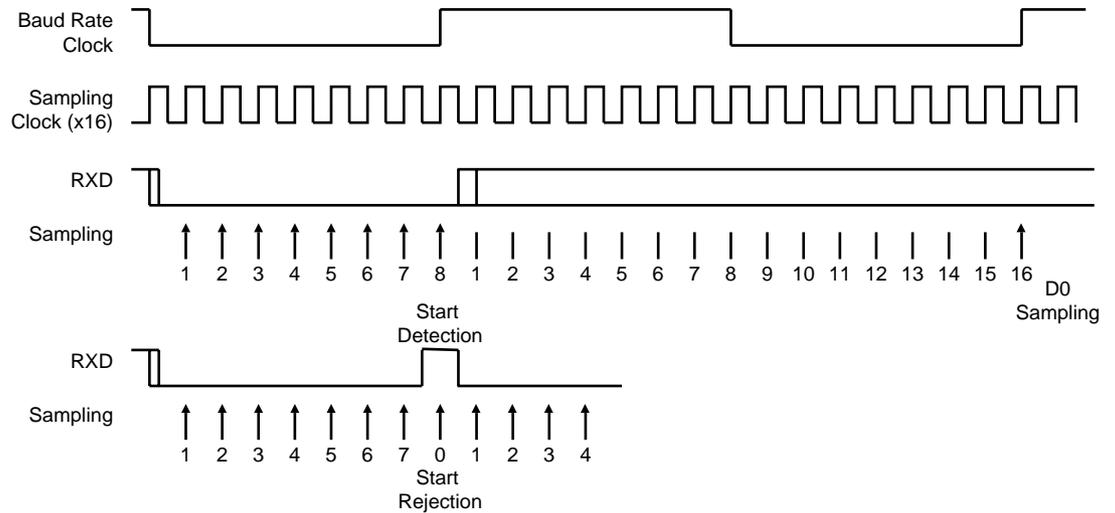 Baud Rate
Clock
Sampling
Clock (x16)
RXD
Sampling
1 2 3 4 5 6 7 8 1 2 3 4 5 6 7 8 9 10 11 12 13 14 15 16
D0
Sampling
Start
Detection
RXD
Sampling
1 2 3 4 5 6 7 0 1 2 3 4
Start
Rejection